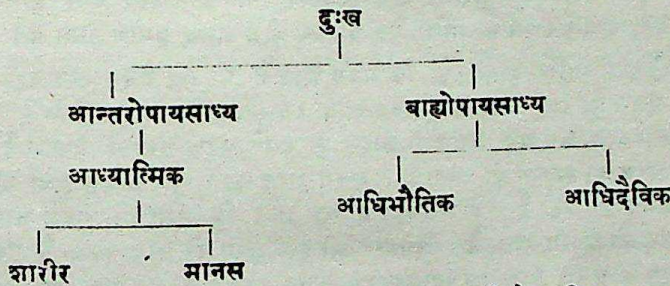 दुःख
आन्तरोपायसाध्य बाह्योपायसाध्य
आध्यात्मिक
आधिभौतिक आधिदैविक
शारीर मानस